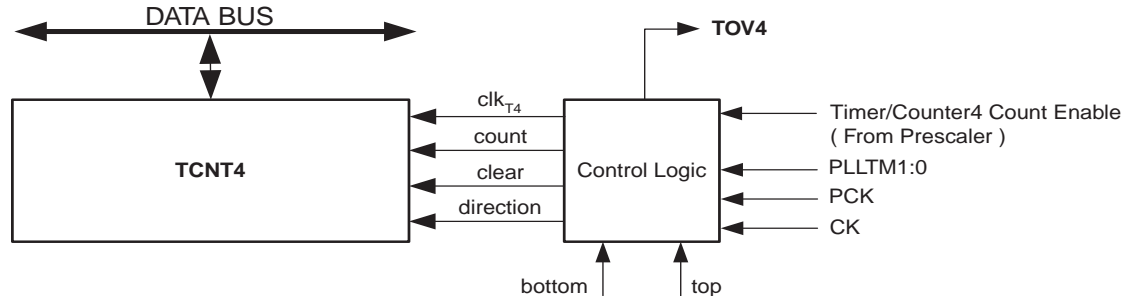 DATA BUS
TOV4
clkT4
count
clear
direction
TCNT4
Control Logic
Timer/Counter4 Count Enable
( From Prescaler )
PLLTM1:0
PCK
CK
bottom
top